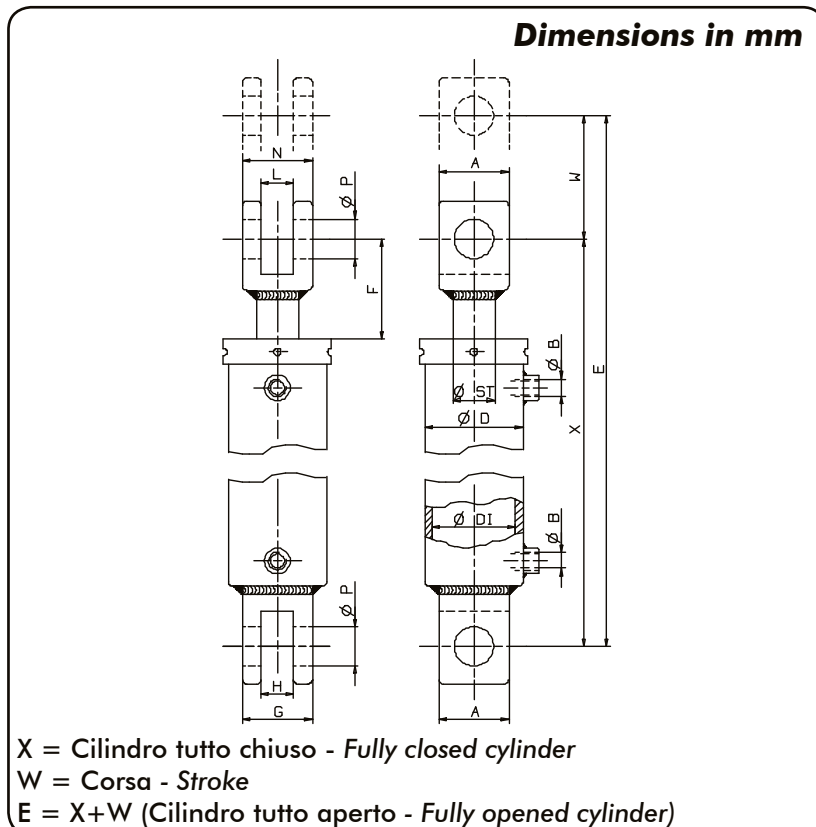 Dimensions in mm
N
L
Ø P
F
A
W
E
X
Ø B
Ø ST
Ø D
Ø DI
Ø B
Ø P
H
G
A
X = Cilindro tutto chiuso - Fully closed cylinder
W = Corsa - Stroke
E = X+W (Cilindro tutto aperto - Fully opened cylinder)